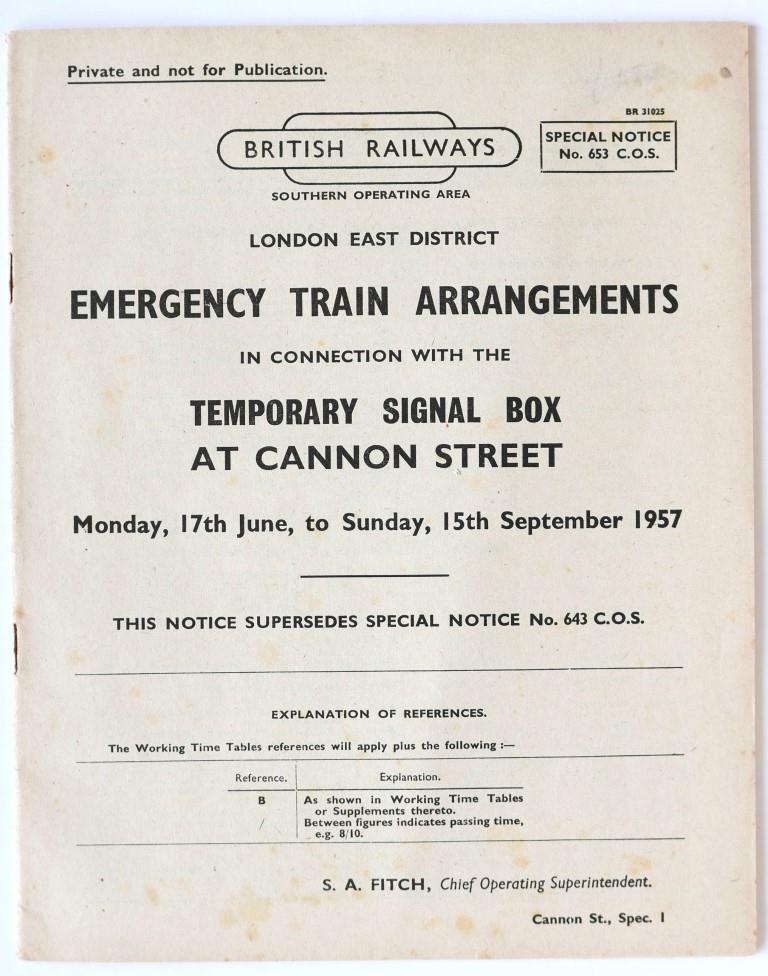 Private and not for Publication.
BR 31025
BRITISH RAILWAYS
SPECIAL NOTICE
No. 653 C.O.S.
SOUTHERN OPERATING AREA
LONDON EAST DISTRICT
EMERGENCY TRAIN ARRANGEMENTS
IN CONNECTION WITH THE
TEMPORARY SIGNAL BOX
AT CANNON STREET
Monday, 17th June, to Sunday, 15th September 1957
THIS NOTICE SUPERSEDES SPECIAL NOTICE No. 643 C.O.S.
EXPLANATION OF REFERENCES.
The Working Time Tables references will apply plus the following :—
Reference. Explanation.
B As shown in Working Time Tables
or Supplements thereto.
/ Between figures indicates passing time,
e.g. 8/10.
S. A. FITCH, Chief Operating Superintendent.
Cannon St., Spec. 1